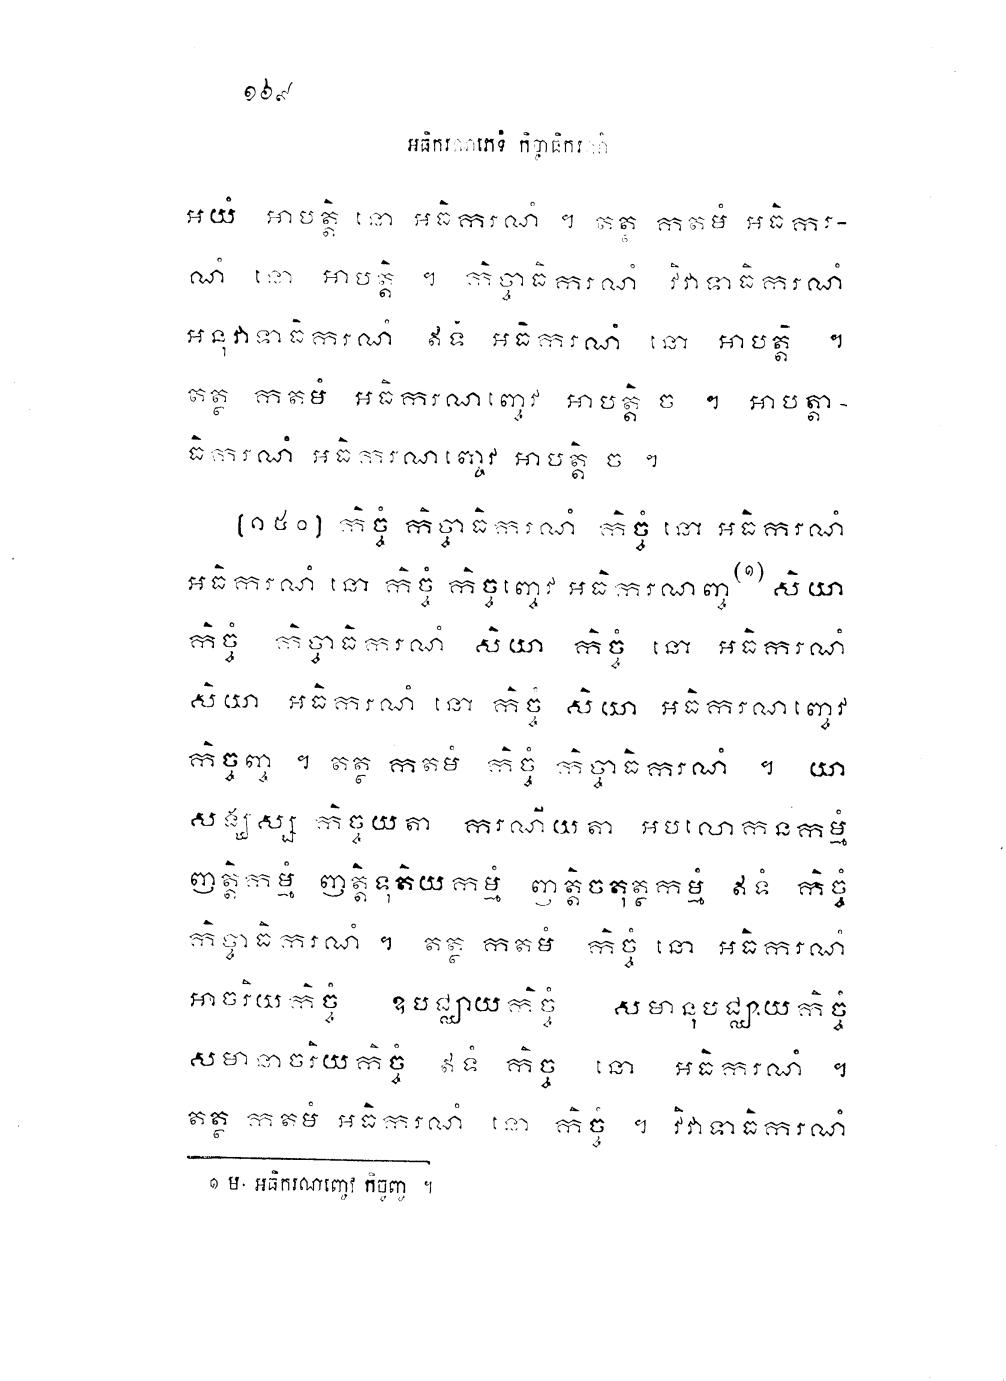 ១៦៩
អធិករណភេទំ កិច្ចាធិករណំ
អយំ អាបត្តិ នោ អធិករណំ ។ តត្ថ កតមំ អធិករ-
ណំ នោ អាបត្តិ ។ កិច្ចាធិករណំ វិវាទាធិករណំ
អនុវាទាធិករណំ ឥទំ អធិករណំ នោ អាបត្តិ ។
តត្ថ កតមំ អធិករណញ្ចេវ អាបត្តិ ច ។ អាបត្តា-
ធិករណំ អធិករណញ្ចេវ អាបត្តិ ច ។
[១៥០] កិច្ចំ កិច្ចាធិករណំ កិច្ចំ នោ អធិករណំ
អធិករណំ នោ កិច្ចំ កិច្ចញ្ចេវ អធិករណញ្ច(១) សិយា
កិច្ចំ កិច្ចាធិករណំ សិយា កិច្ចំ នោ អធិករណំ
សិយា អធិករណំ នោ កិច្ចំ សិយា អធិករណញ្ចេវ
កិច្ចញ្ច ។ តត្ថ កតមំ កិច្ចំ កិច្ចាធិករណំ ។ យា
សង្ឃស្ស កិច្ចយតា ករណីយតា អបលោកនកម្មំ
ញត្តិកម្មំ ញត្តិទុតិយកម្មំ ញត្តិចតុត្ថកម្មំ ឥទំ កិច្ចំ
កិច្ចាធិករណំ ។ តត្ថ កតមំ កិច្ចំ នោ អធិករណំ
អាចរិយកិច្ចំ ឧបជ្ឈាយកិច្ចំ សមានុបជ្ឈាយកិច្ចំ
សមានាចរិយកិច្ចំ ឥទំ កិច្ច នោ អធិករណំ ។
តត្ថ កតមំ អធិករណំ នោ កិច្ចំ ។ វិវាទាធិករណំ
១ ម. អធិករណញ្ចេវ កិច្ចញ្ច ។